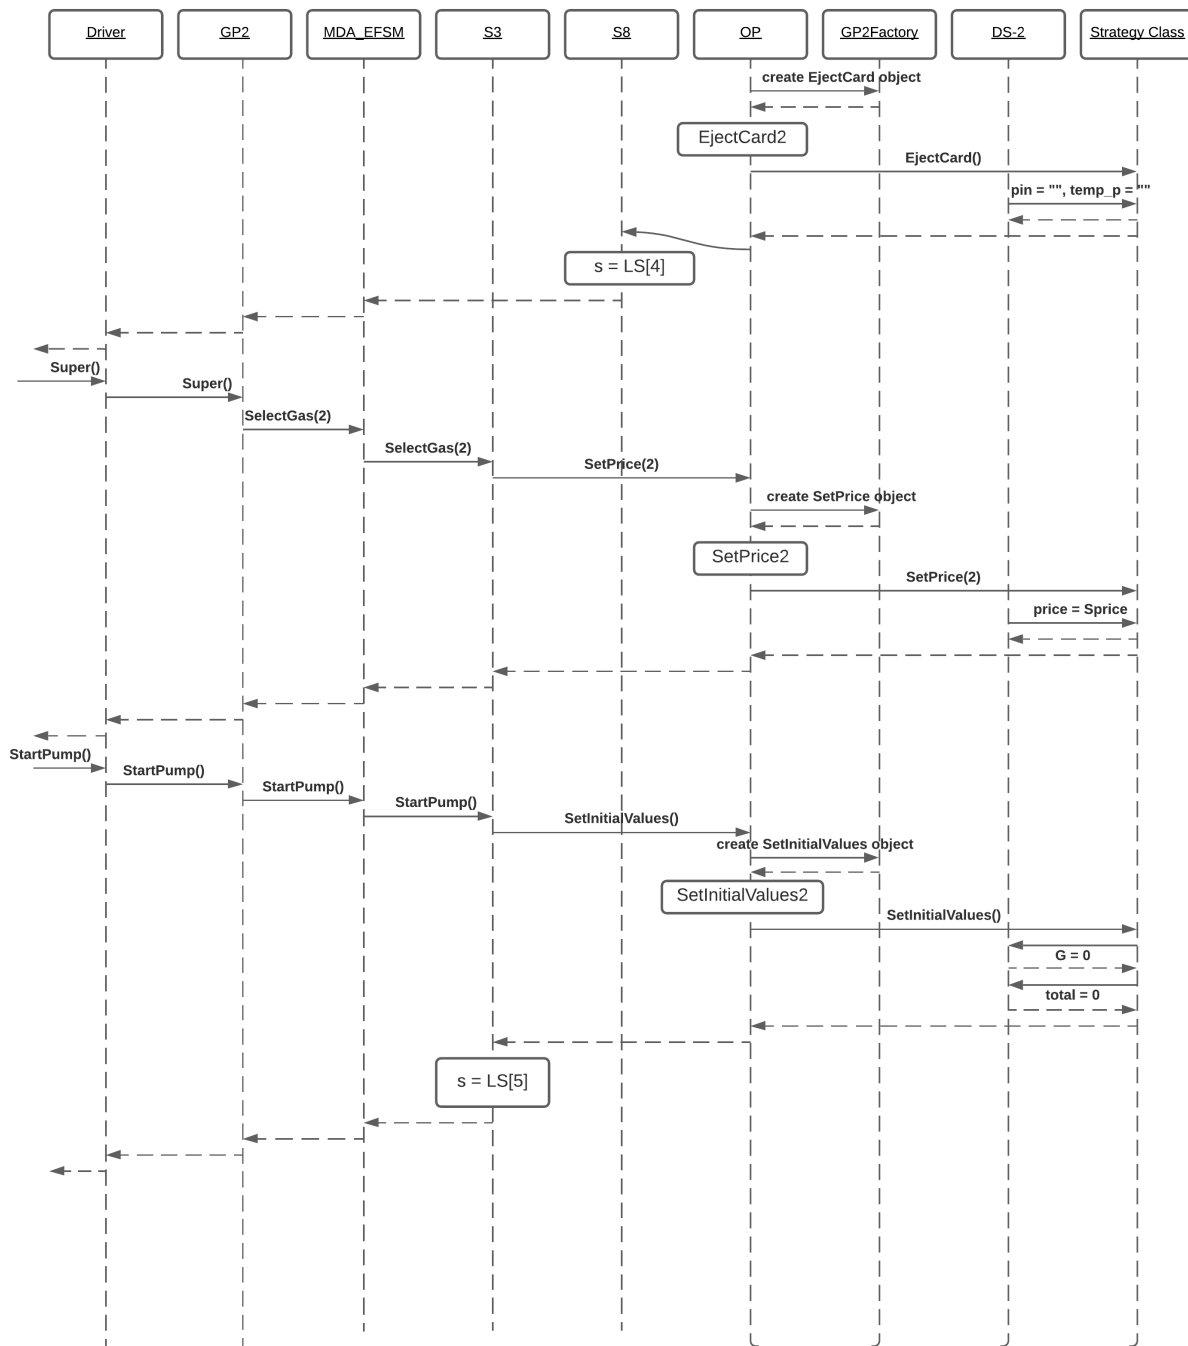 Driver
GP2
MDA_EFSM
S3
S8
OP
GP2Factory
DS-2
Strategy Class
create EjectCard object
EjectCard2
EjectCard()
pin = "", temp_p = ""
s = LS[4]
Super()
Super()
SelectGas(2)
SelectGas(2)
SetPrice(2)
create SetPrice object
SetPrice2
SetPrice(2)
price = Sprice
StartPump()
StartPump()
StartPump()
StartPump()
SetInitialValues()
create SetInitialValues object
SetInitialValues2
SetInitialValues()
G = 0
total = 0
s = LS[5]